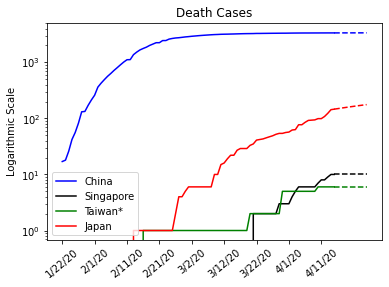 Death Cases
Logarithmic Scale
10³
10²
10¹
10⁰
China
Singapore
Taiwan*
Japan
1/22/20
2/1/20
2/11/20
2/21/20
3/2/20
3/12/20
3/22/20
4/1/20
4/11/20